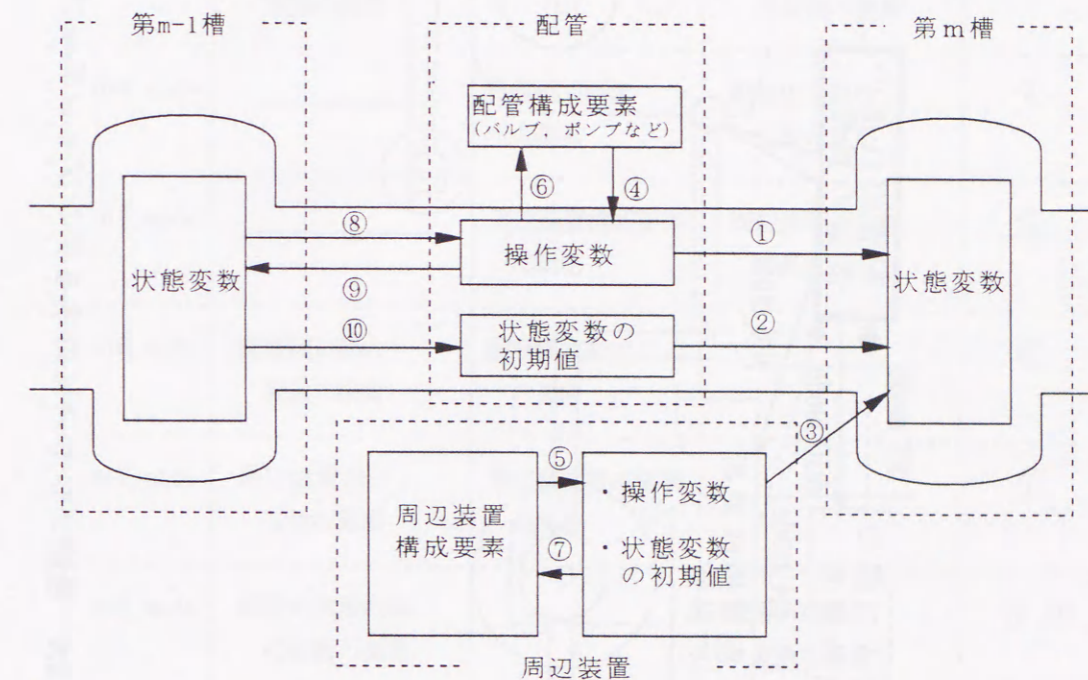 第m-1槽
配管
第m槽
配管構成要素
(バルブ、ポンプなど)
⑥
④
⑧
①
操作変数
状態変数
状態変数
⑨
⑩
②
状態変数の
初期値
③
⑤
・操作変数
周辺装置
構成要素
⑦
・状態変数
の初期値
周辺装置